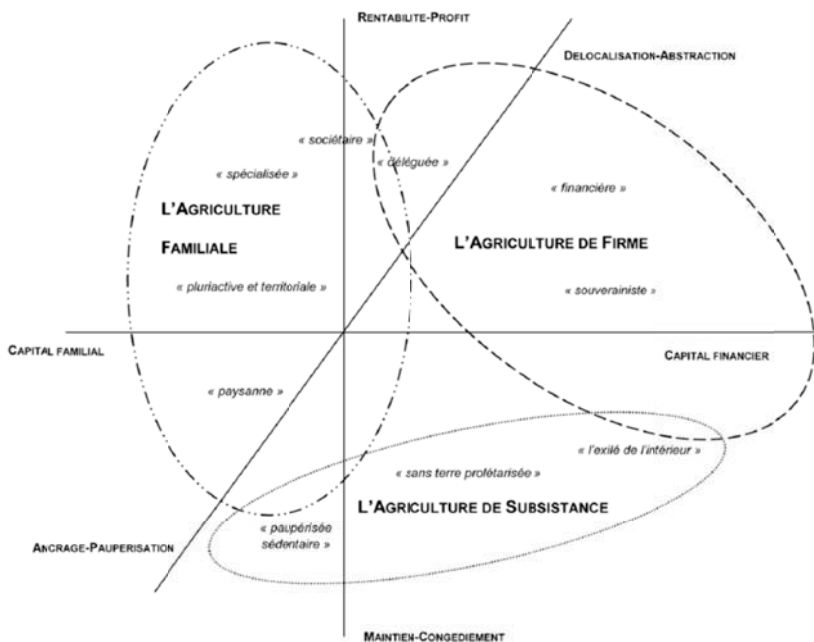 RENTABILITE-PROFIT
DELOCALISATION-ABSTRACTION
« sociétaire »
« déléguée »
« spécialisée »
« financière »
L'AGRICULTURE
FAMILIALE
L'AGRICULTURE DE FIRME
« pluriactive et territoriale »
« souverainiste »
CAPITAL FAMILIAL
CAPITAL FINANCIER
« paysanne »
« l'exilé de l'intérieur »
« sans terre prolétarisée »
L'AGRICULTURE DE SUBSISTANCE
« paupérisée
sédentaire »
ANCRAGE-PAUPERISATION
MAINTIEN-CONGEDIEMENT